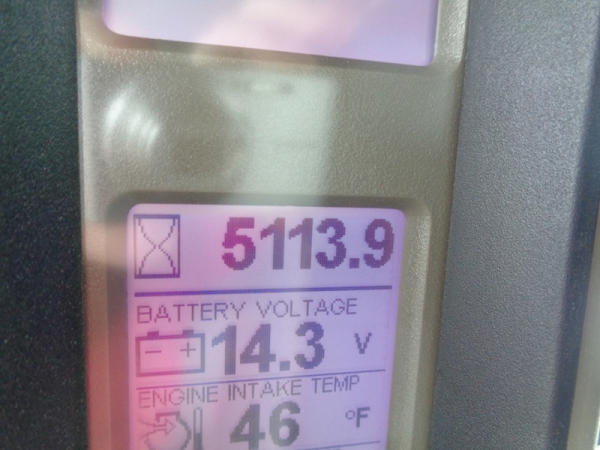 5113.9
BATTERY VOLTAGE
- + 14.3 V
ENGINE INTAKE TEMP
46 °F